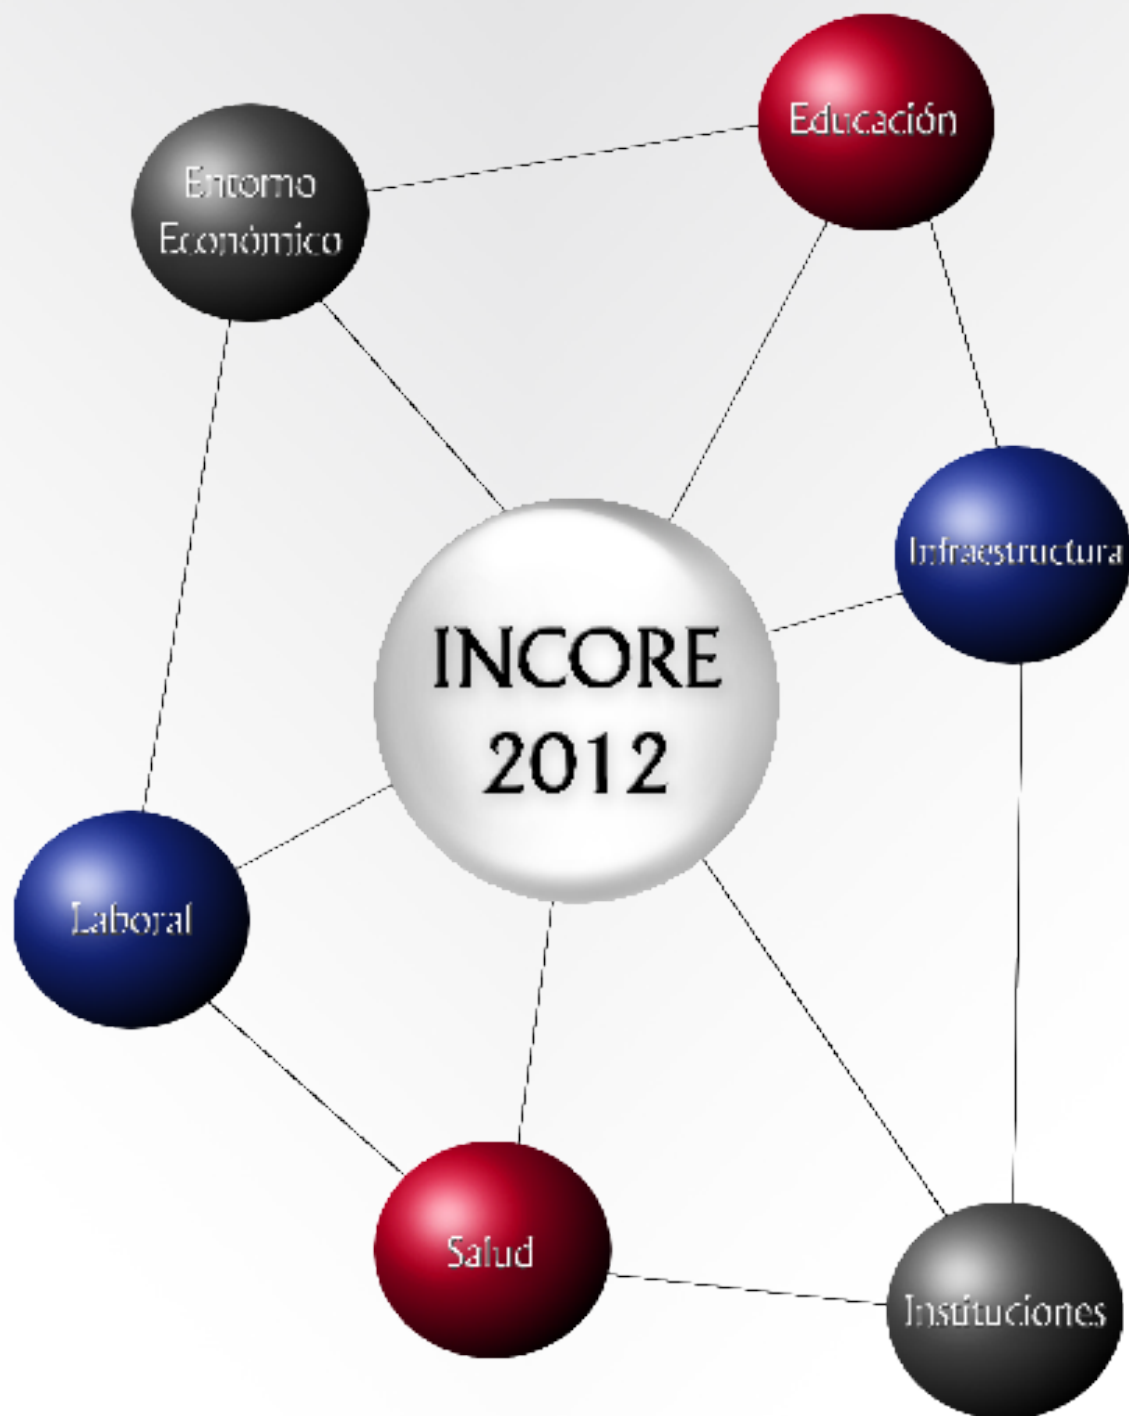 Educación
Entorno
Económico
Infraestructura
INCORE
2012
Laboral
Salud
Instituciones